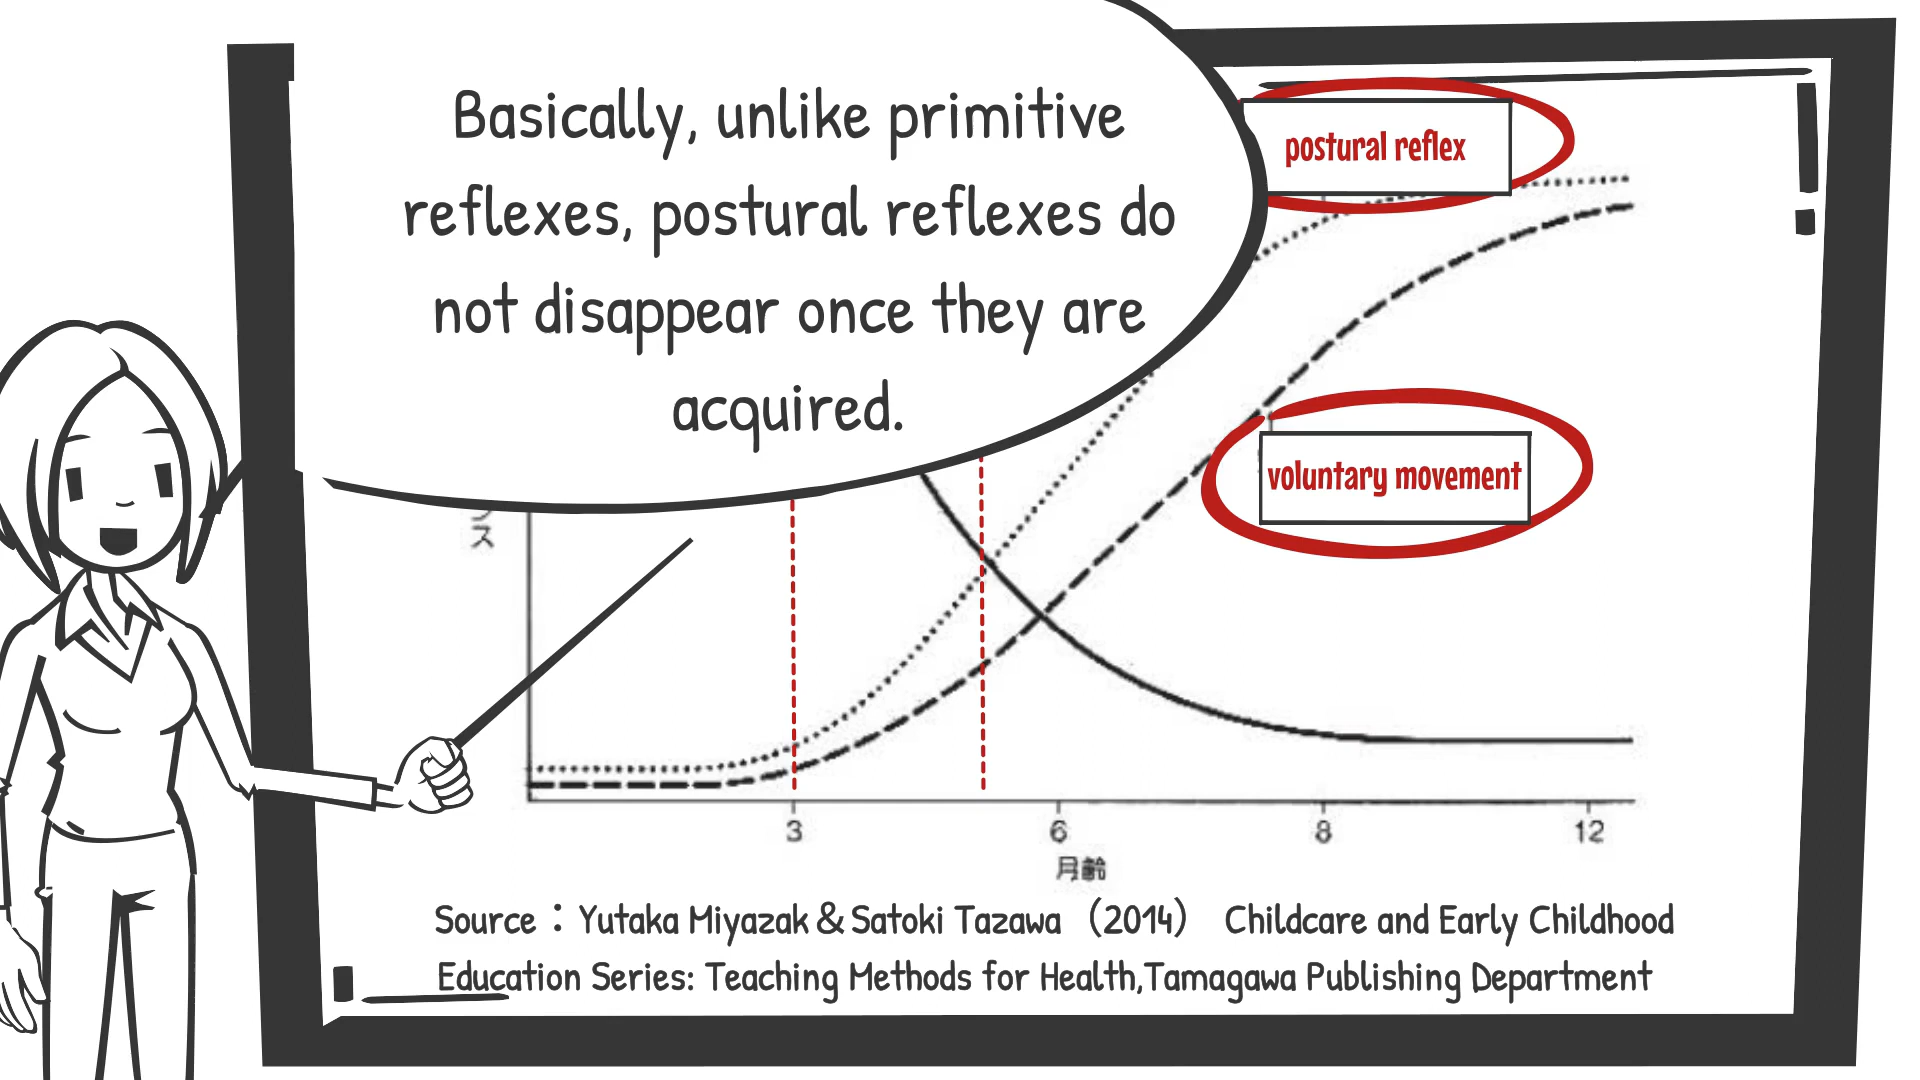 Basically, unlike primitive
reflexes, postural reflexes do
not disappear once they are
acquired.
postural reflex
voluntary movement
ス
3 6 8 12
月齢
Source：Yutaka Miyazak＆Satoki Tazawa（2014） Childcare and Early Childhood
Education Series: Teaching Methods for Health,Tamagawa Publishing Department